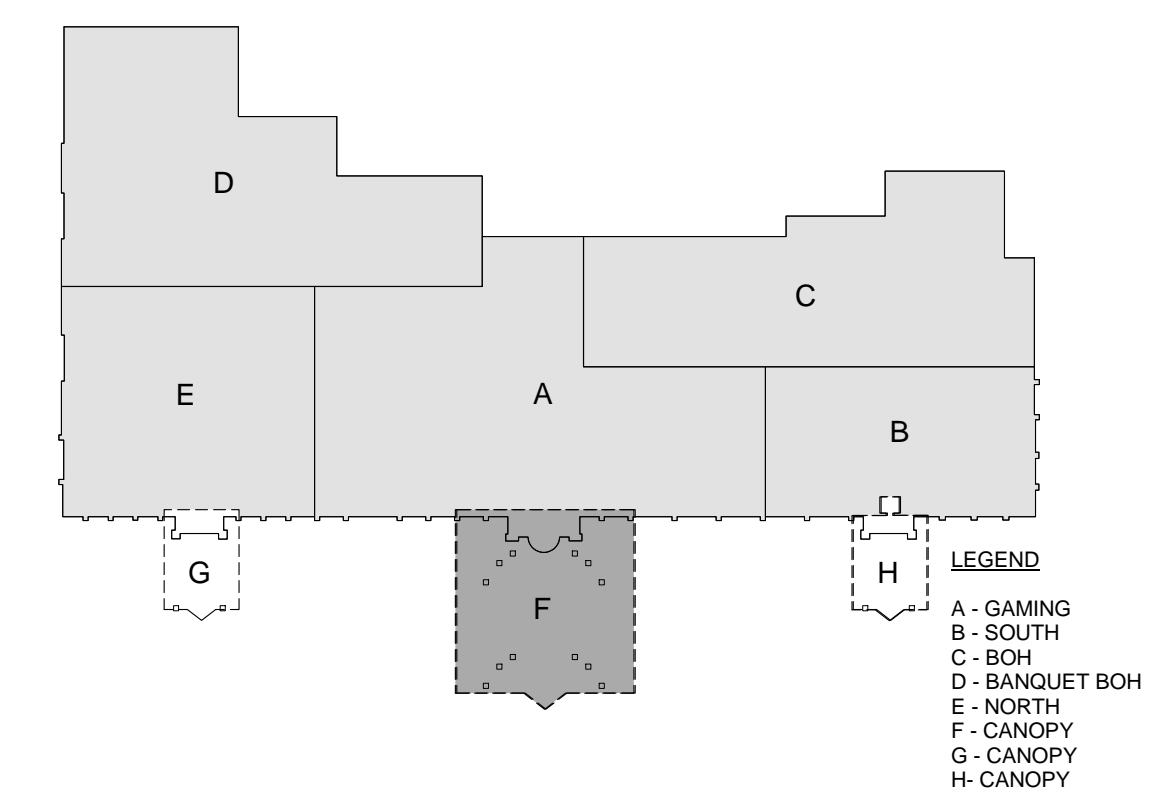 D
C
E
A
B
G
H
F
LEGEND
A - GAMING
B - SOUTH
C - BOH
D - BANQUET BOH
E - NORTH
F - CANOPY
G - CANOPY
H- CANOPY